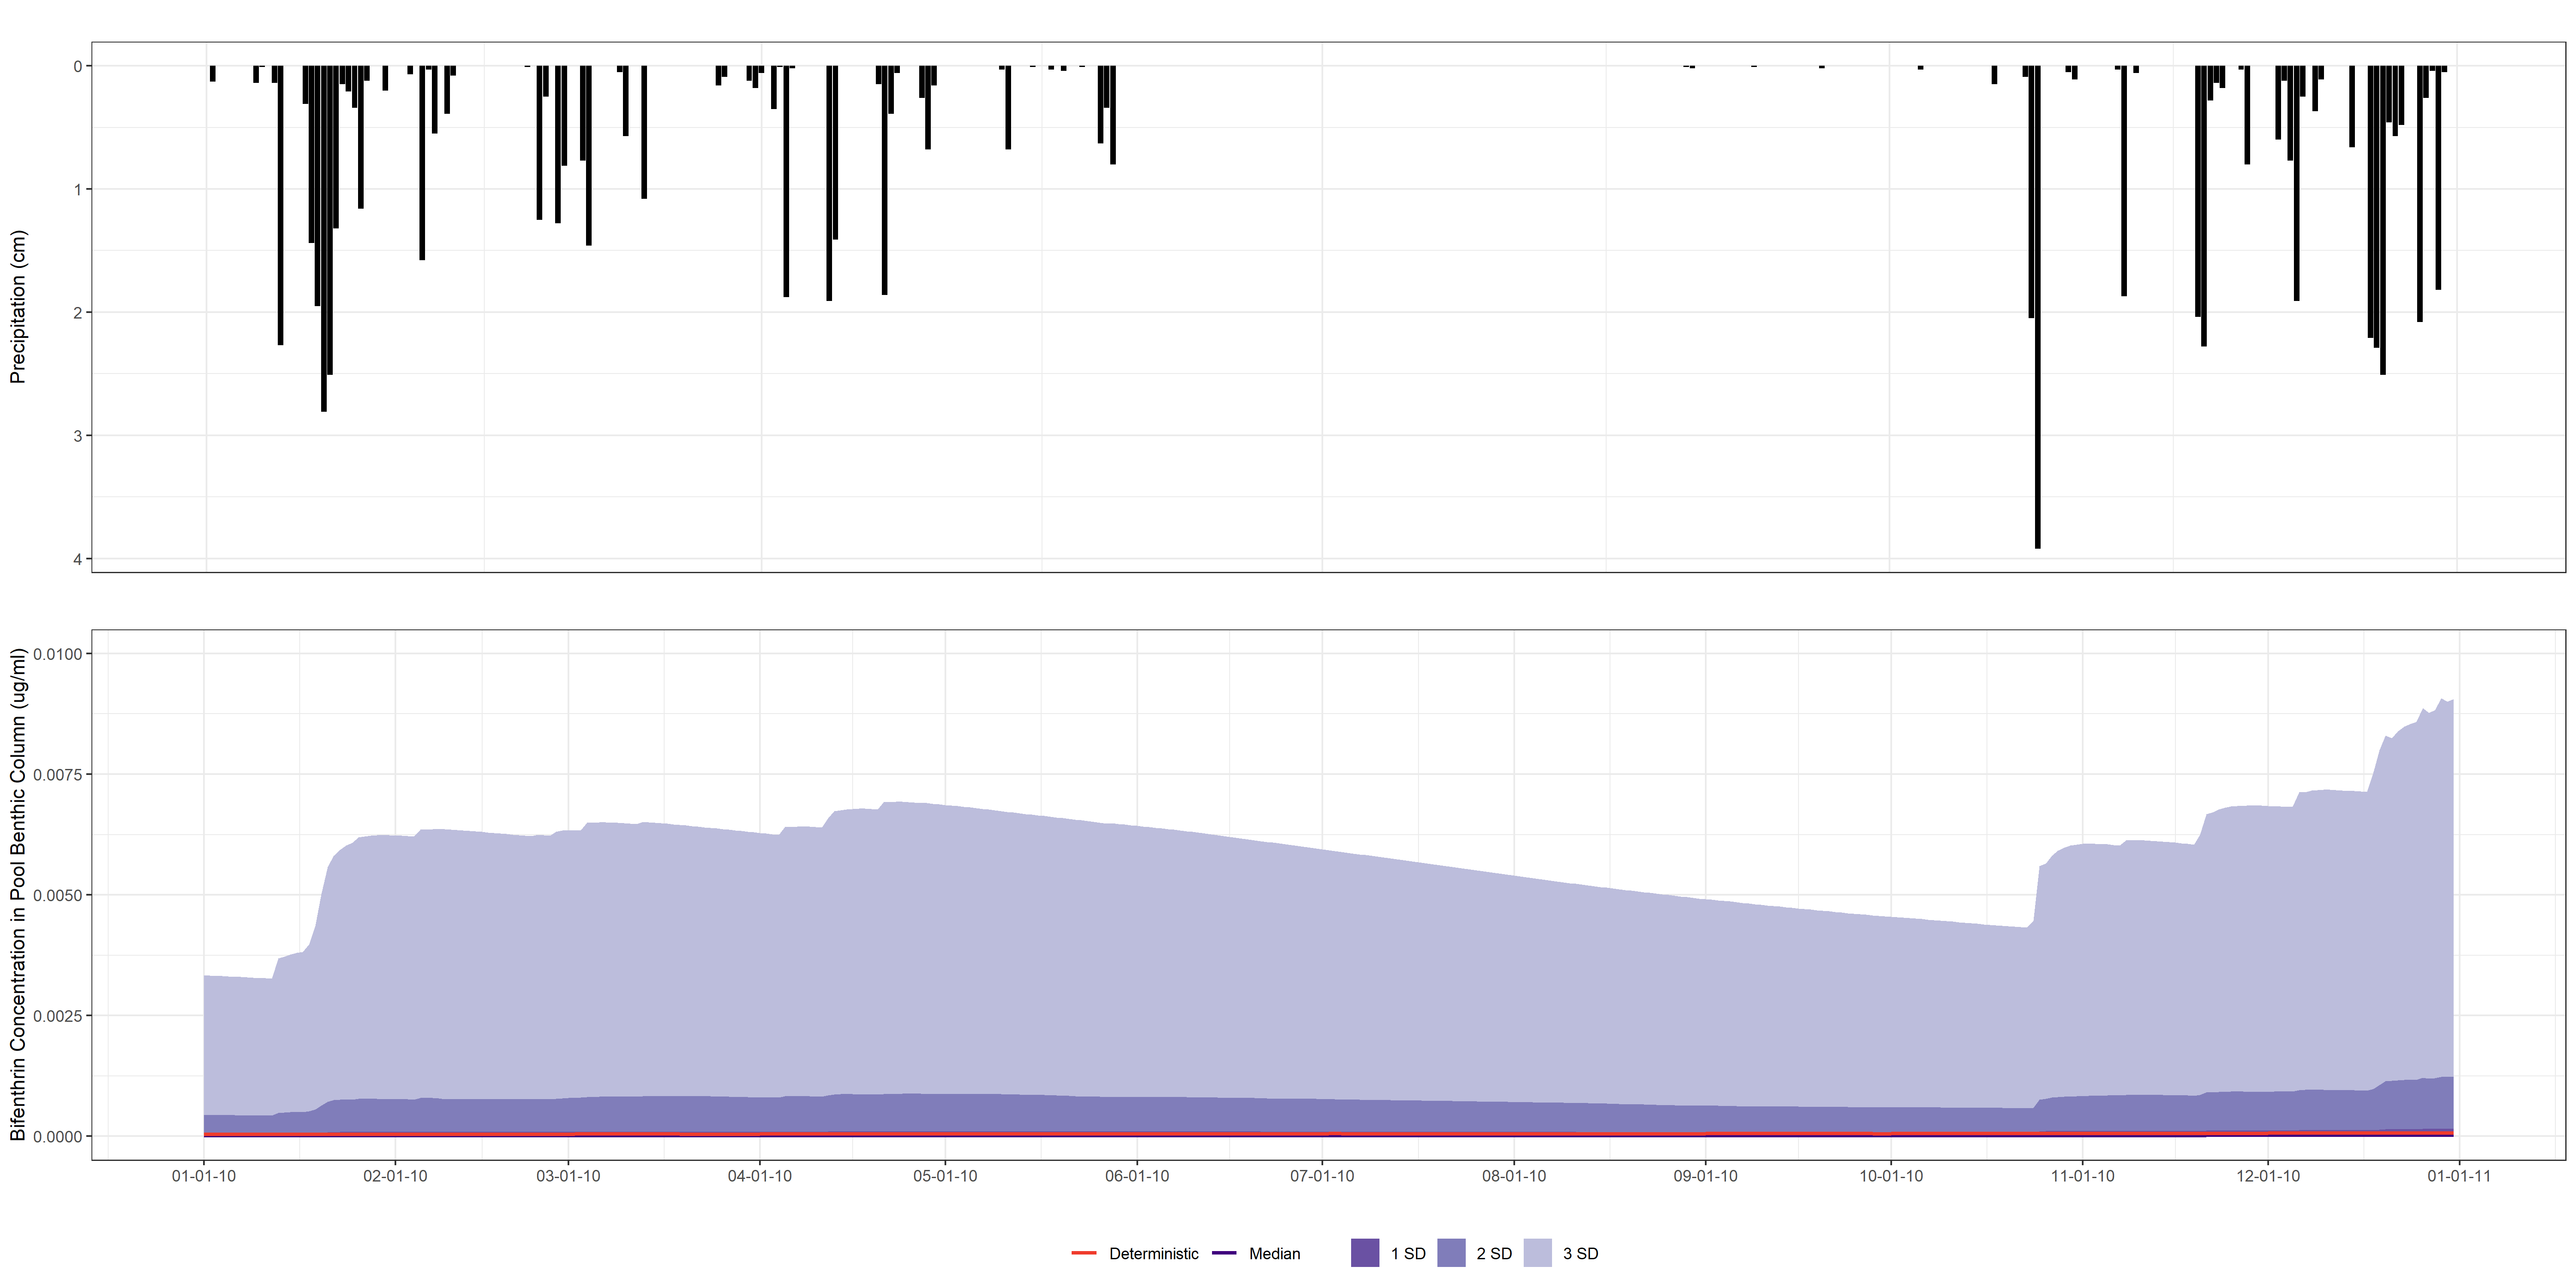 Precipitation (cm)
0
1
2
3
4
Bifenthrin Concentration in Pool Benthic Column (ug/ml)
0.0100
0.0075
0.0050
0.0025
0.0000
01-01-10 02-01-10 03-01-10 04-01-10 05-01-10 06-01-10 07-01-10 08-01-10 09-01-10 10-01-10 11-01-10 12-01-10 01-01-11
Deterministic Median 1 SD 2 SD 3 SD